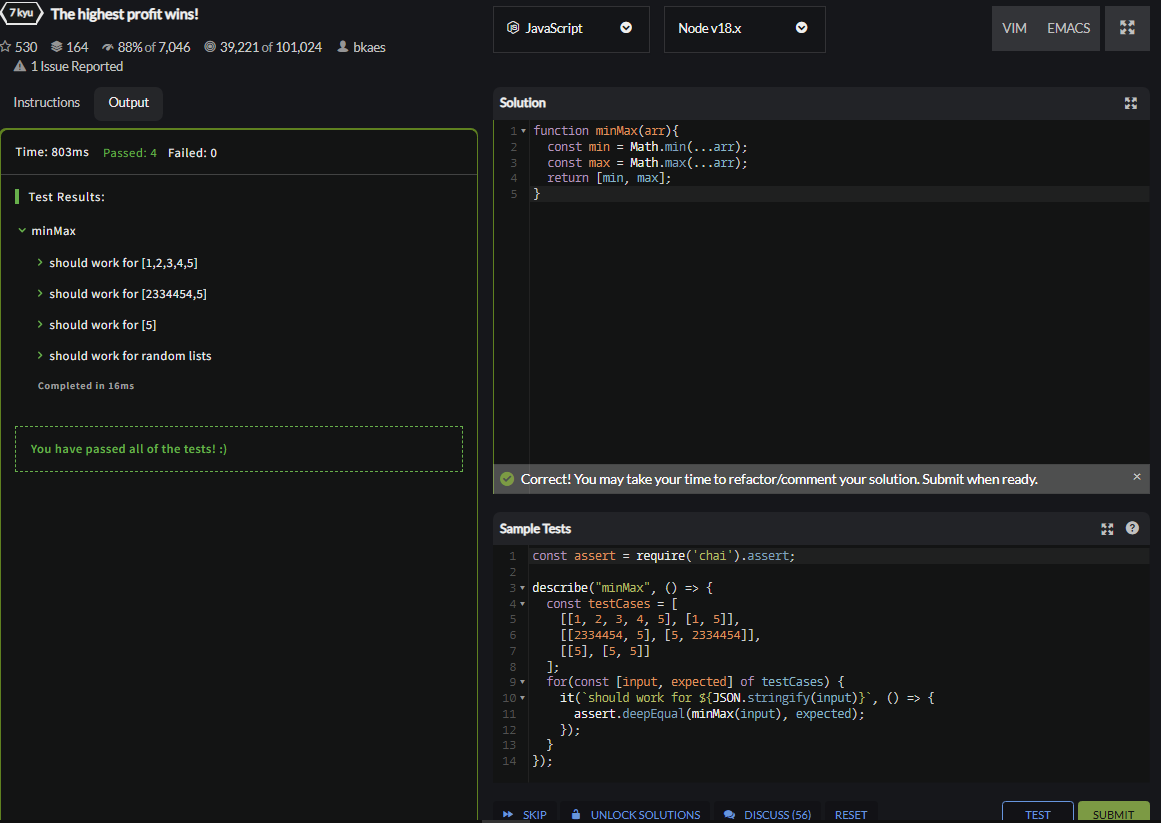 7 kyu The highest profit wins!
530 164 88% of 7,046 39,221 of 101,024 bkaes
1 Issue Reported
Instructions Output
Time: 803ms Passed: 4 Failed: 0
Test Results:
minMax
should work for [1,2,3,4,5]
should work for [2334454,5]
should work for [5]
should work for random lists
Completed in 16ms
You have passed all of the tests! :)
JavaScript Node v18.x VIM EMACS
Solution
1 function minMax(arr){
2 const min = Math.min(...arr);
3 const max = Math.max(...arr);
4 return [min, max];
5 }
Correct! You may take your time to refactor/comment your solution. Submit when ready.
Sample Tests
1 const assert = require('chai').assert;
2
3 describe("minMax", () => {
4 const testCases = [
5 [[1, 2, 3, 4, 5], [1, 5]],
6 [[2334454, 5], [5, 2334454]],
7 [[5], [5, 5]]
8 ];
9 for(const [input, expected] of testCases) {
10 it(`should work for ${JSON.stringify(input)}`, () => {
11 assert.deepEqual(minMax(input), expected);
12 });
13 }
14 });
SKIP UNLOCK SOLUTIONS DISCUSS (56) RESET TEST SUBMIT